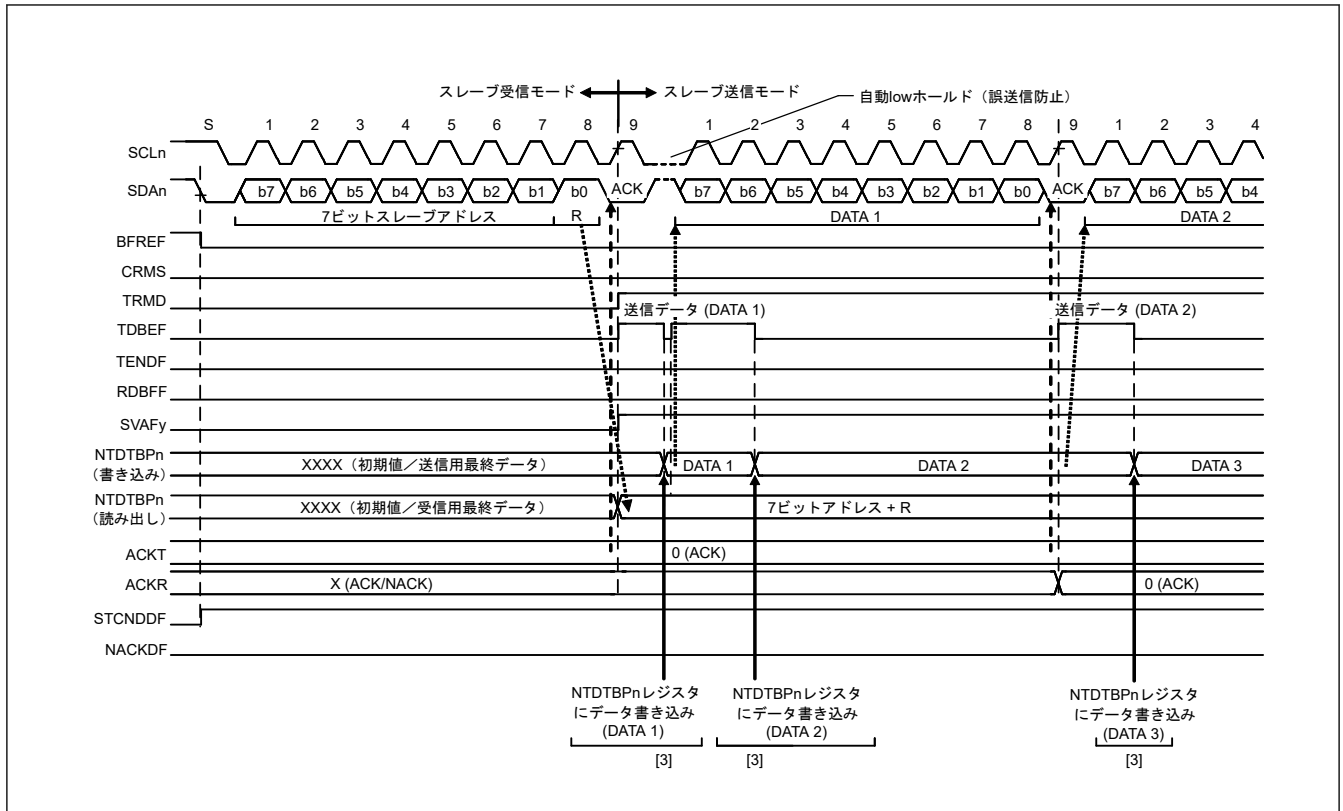 スレーブ受信モード スレーブ送信モード
自動lowホールド（誤送信防止）
S 1 2 3 4 5 6 7 8 9 1 2 3 4 5 6 7 8 9 1 2 3 4
SCLn
SDAn b7 b6 b5 b4 b3 b2 b1 b0 ACK b7 b6 b5 b4 b3 b2 b1 b0 ACK b7 b6 b5 b4
7ビットスレーブアドレス R DATA 1 DATA 2
BFREF
CRMS
TRMD
送信データ (DATA 1) 送信データ (DATA 2)
TDBEF
TENDF
RDBFF
SVAFy
NTDTBPn
（書き込み） XXXX（初期値／送信用最終データ） DATA 1 DATA 2 DATA 3
NTDTBPn
（読み出し） XXXX（初期値／受信用最終データ） 7ビットアドレス + R
ACKT 0 (ACK)
ACKR X (ACK/NACK) 0 (ACK)
STCNDDF
NACKDF
NTDTBPnレジスタ
にデータ書き込み
(DATA 1)
[3]
NTDTBPnレジスタ
にデータ書き込み
(DATA 2)
[3]
NTDTBPnレジスタ
にデータ書き込み
(DATA 3)
[3]